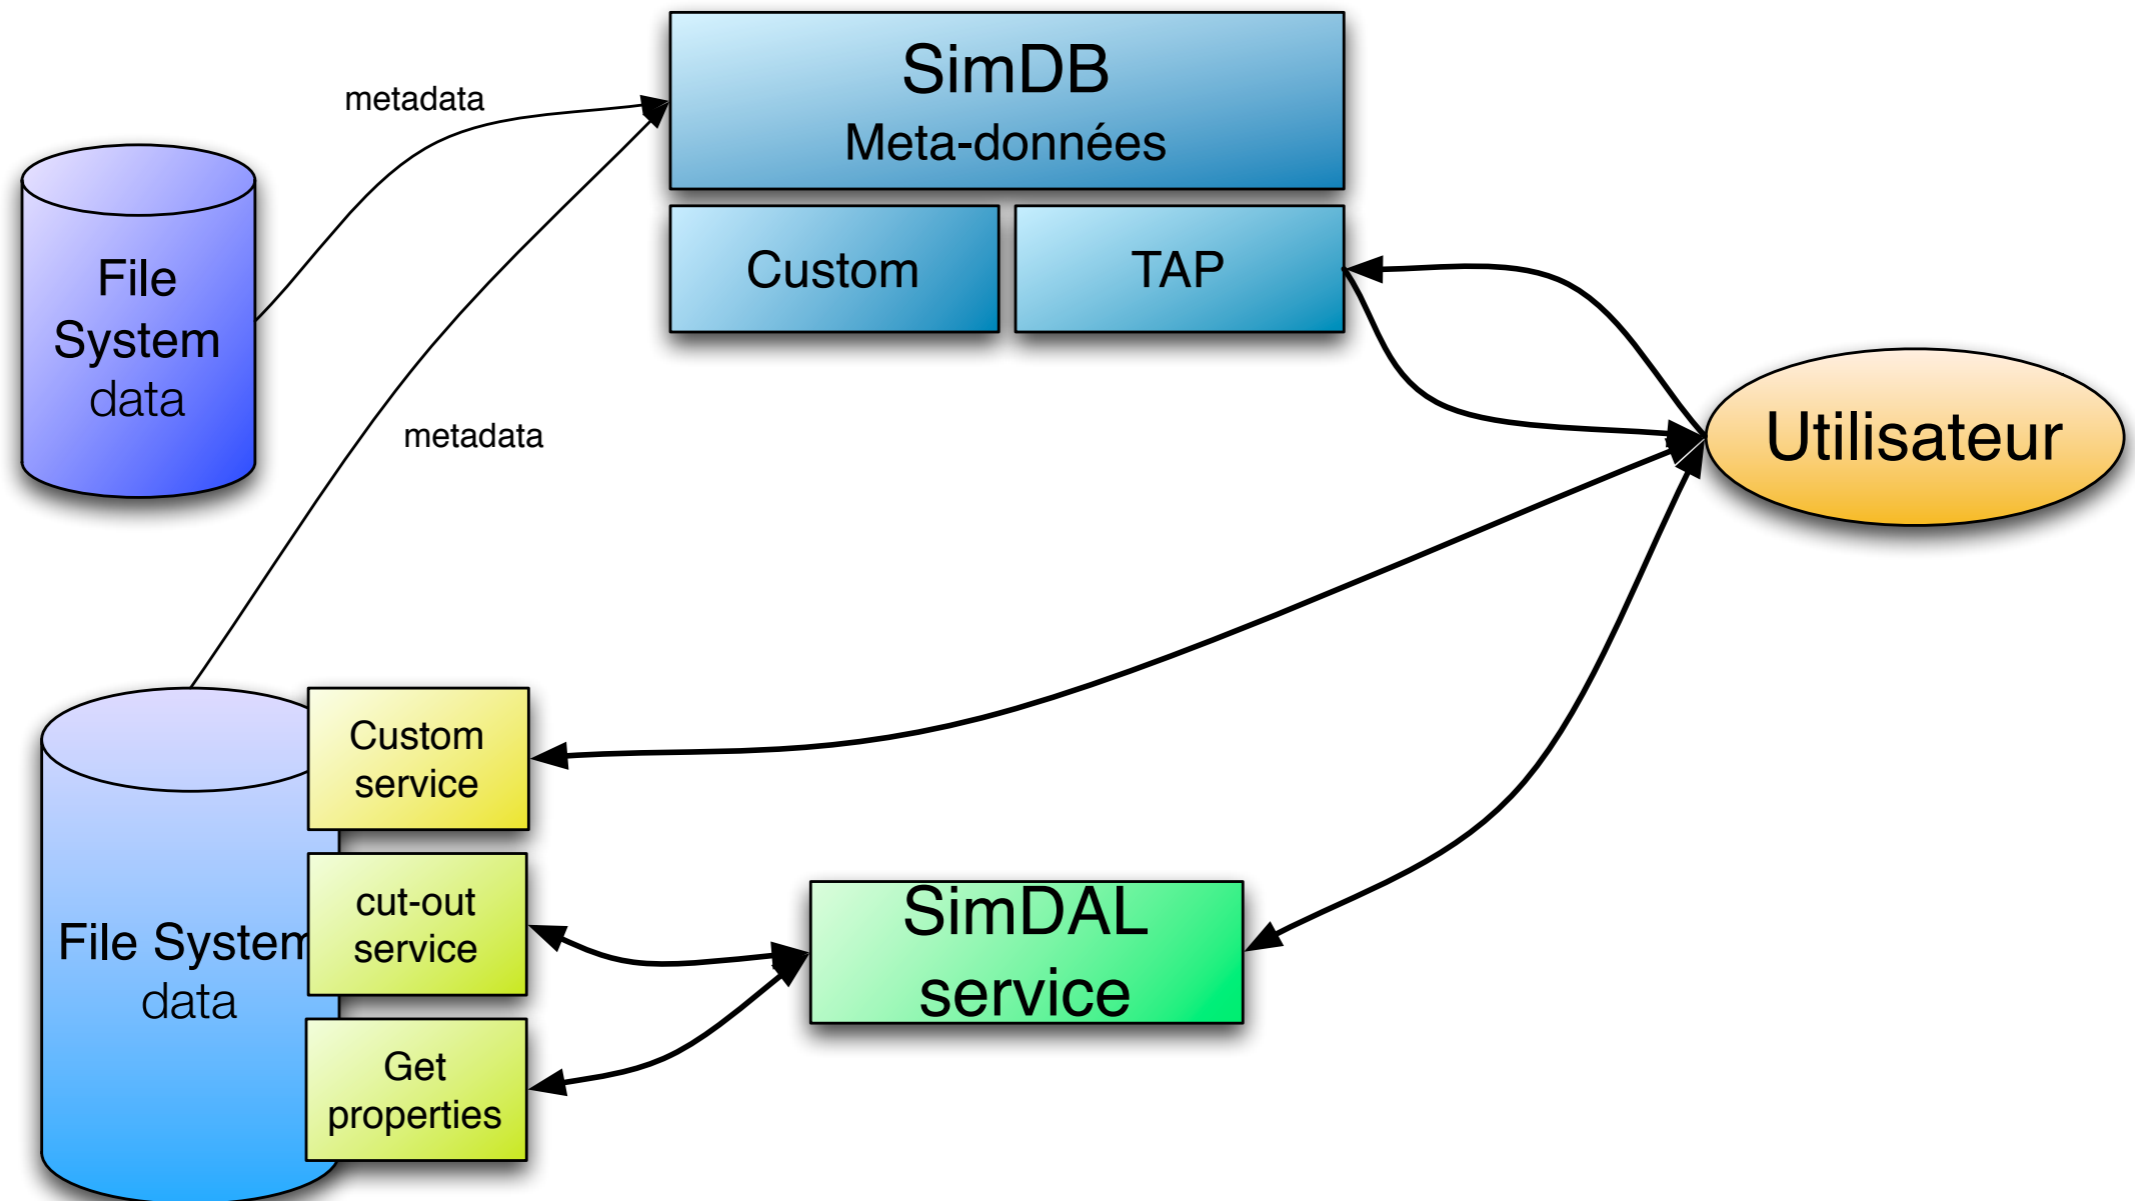 SimDB
Meta-données
metadata
Custom
TAP
File
System
data
metadata
Utilisateur
Custom
service
cut-out
service
File System
data
Get
properties
SimDAL
service